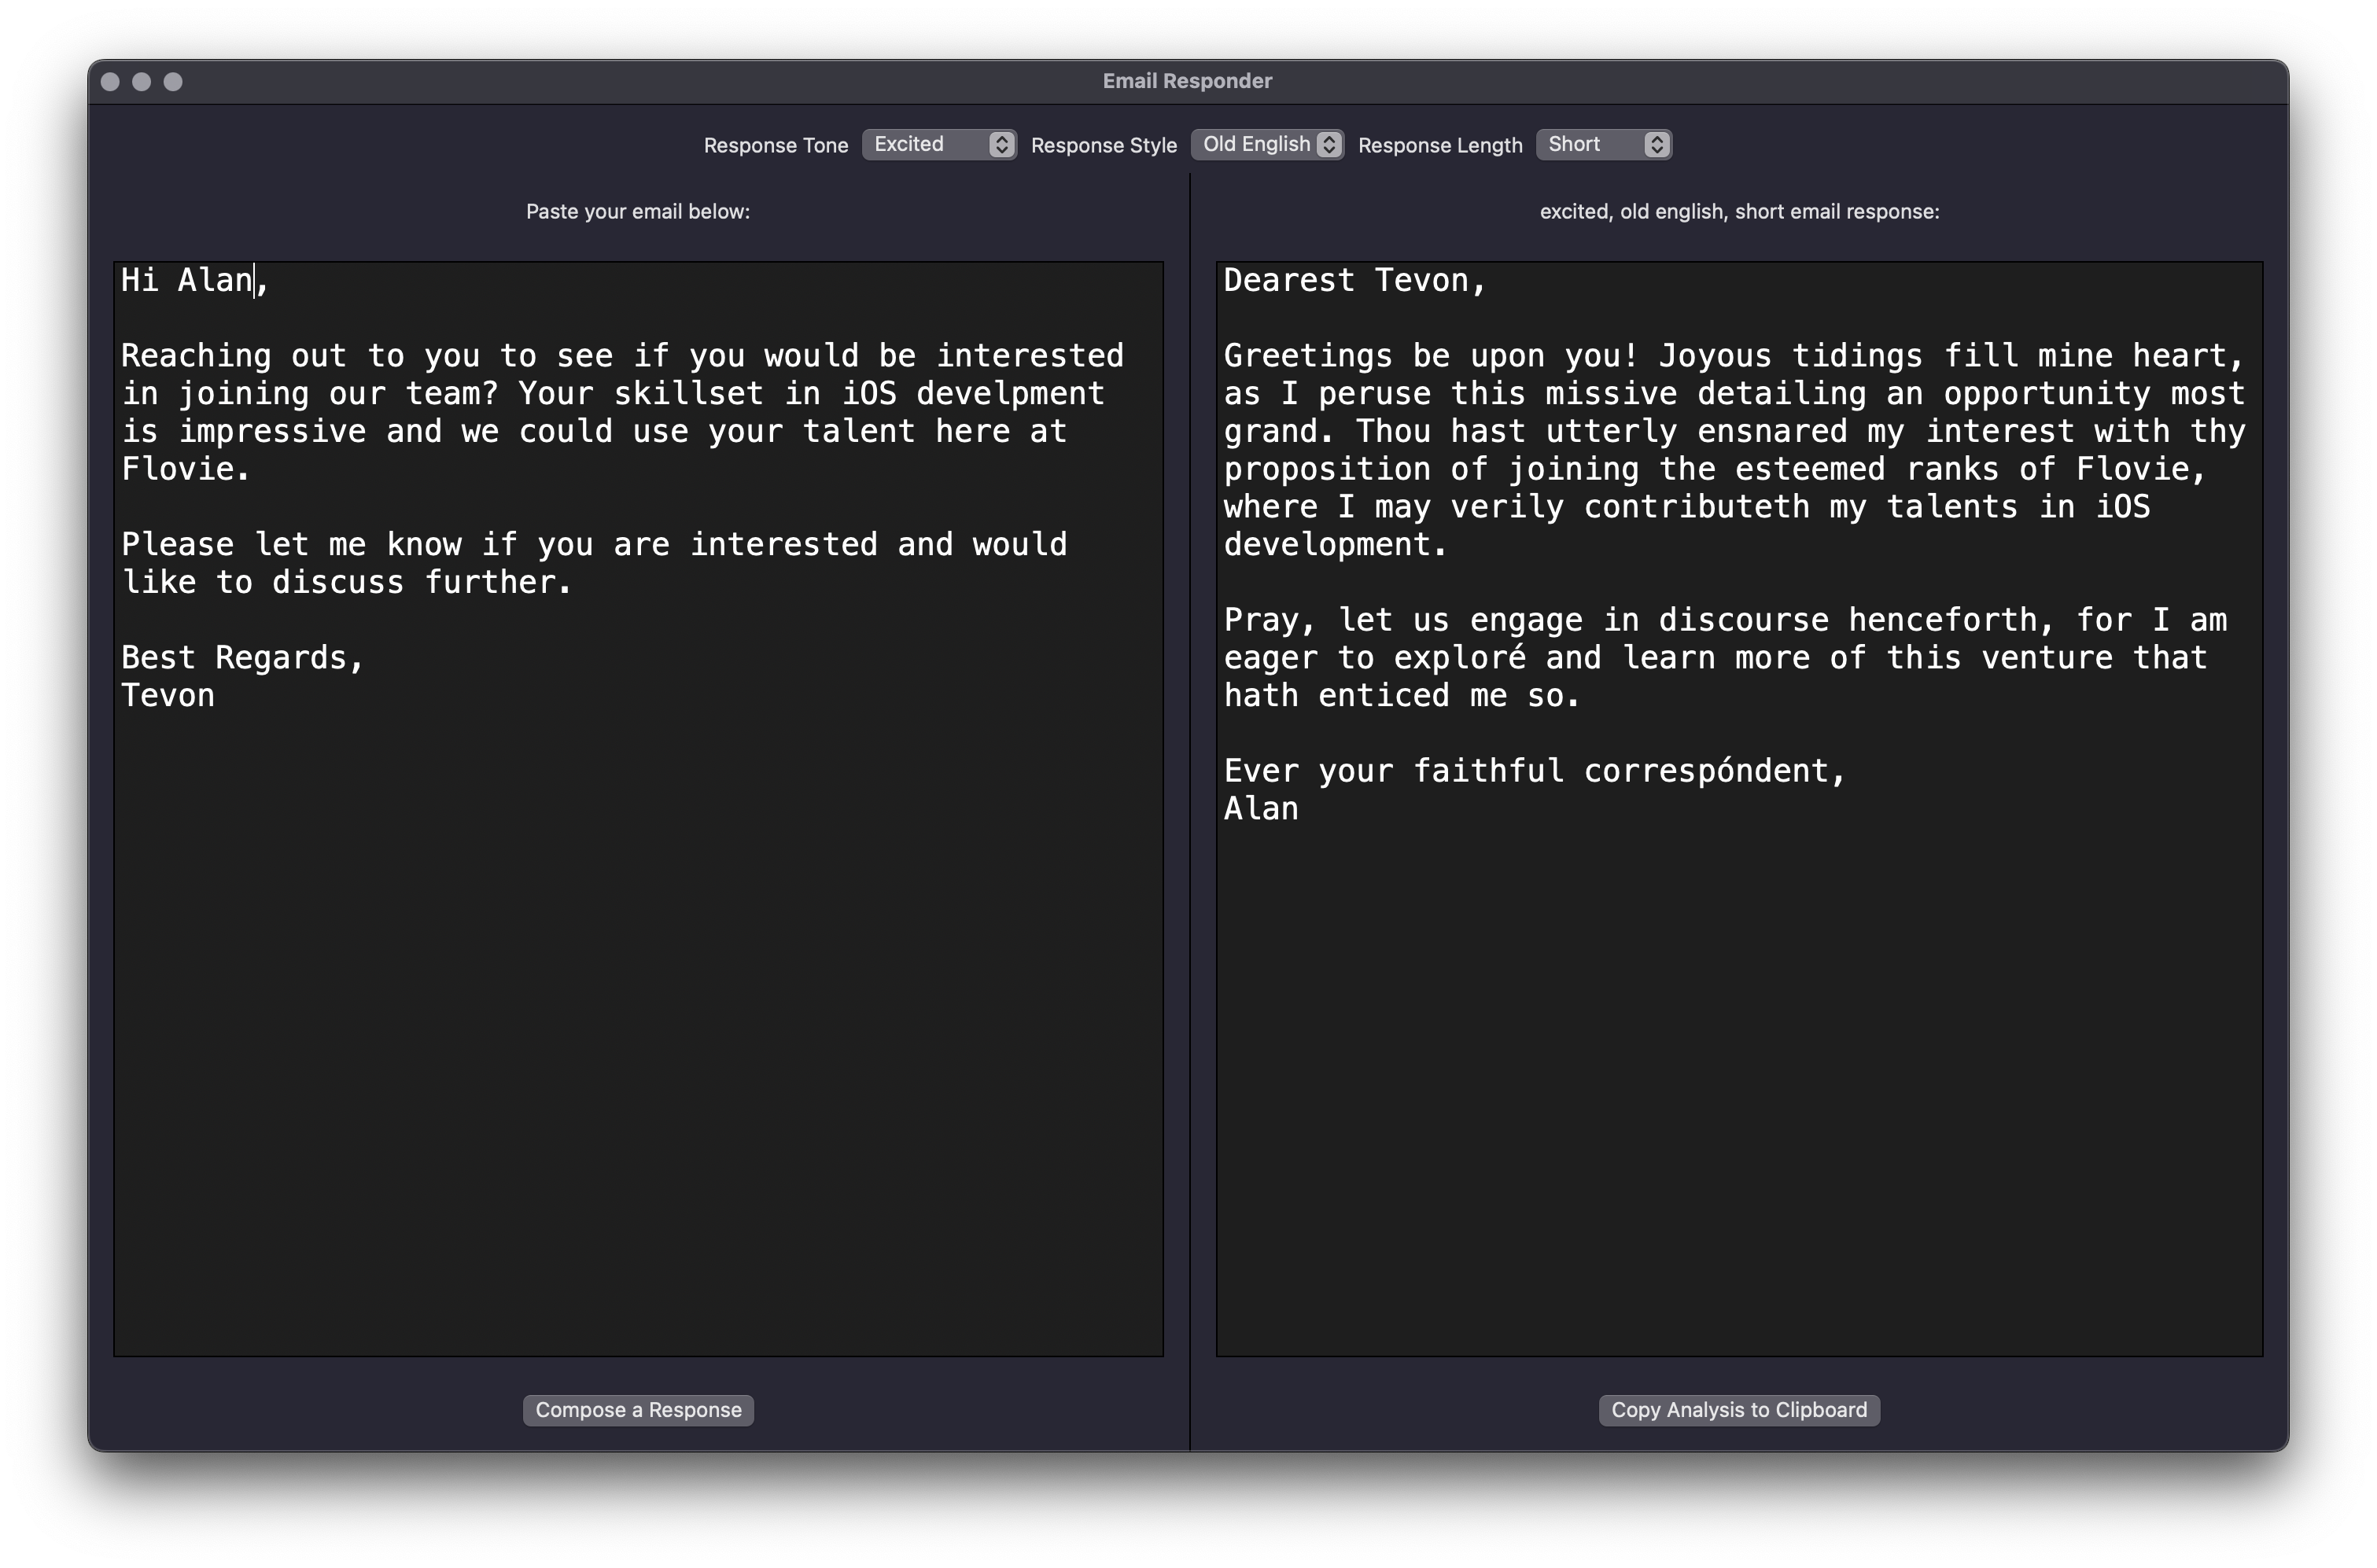 Email Responder
Response Tone Excited Response Style Old English Response Length Short
Paste your email below:
Hi Alan,
Reaching out to you to see if you would be interested
in joining our team? Your skillset in iOS develpment
is impressive and we could use your talent here at
Flovie.
Please let me know if you are interested and would
like to discuss further.
Best Regards,
Tevon
Compose a Response
excited, old english, short email response:
Dearest Tevon,
Greetings be upon you! Joyous tidings fill mine heart,
as I peruse this missive detailing an opportunity most
grand. Thou hast utterly ensnared my interest with thy
proposition of joining the esteemed ranks of Flovie,
where I may verily contributeth my talents in iOS
development.
Pray, let us engage in discourse henceforth, for I am
eager to exploré and learn more of this venture that
hath enticed me so.
Ever your faithful correspóndent,
Alan
Copy Analysis to Clipboard